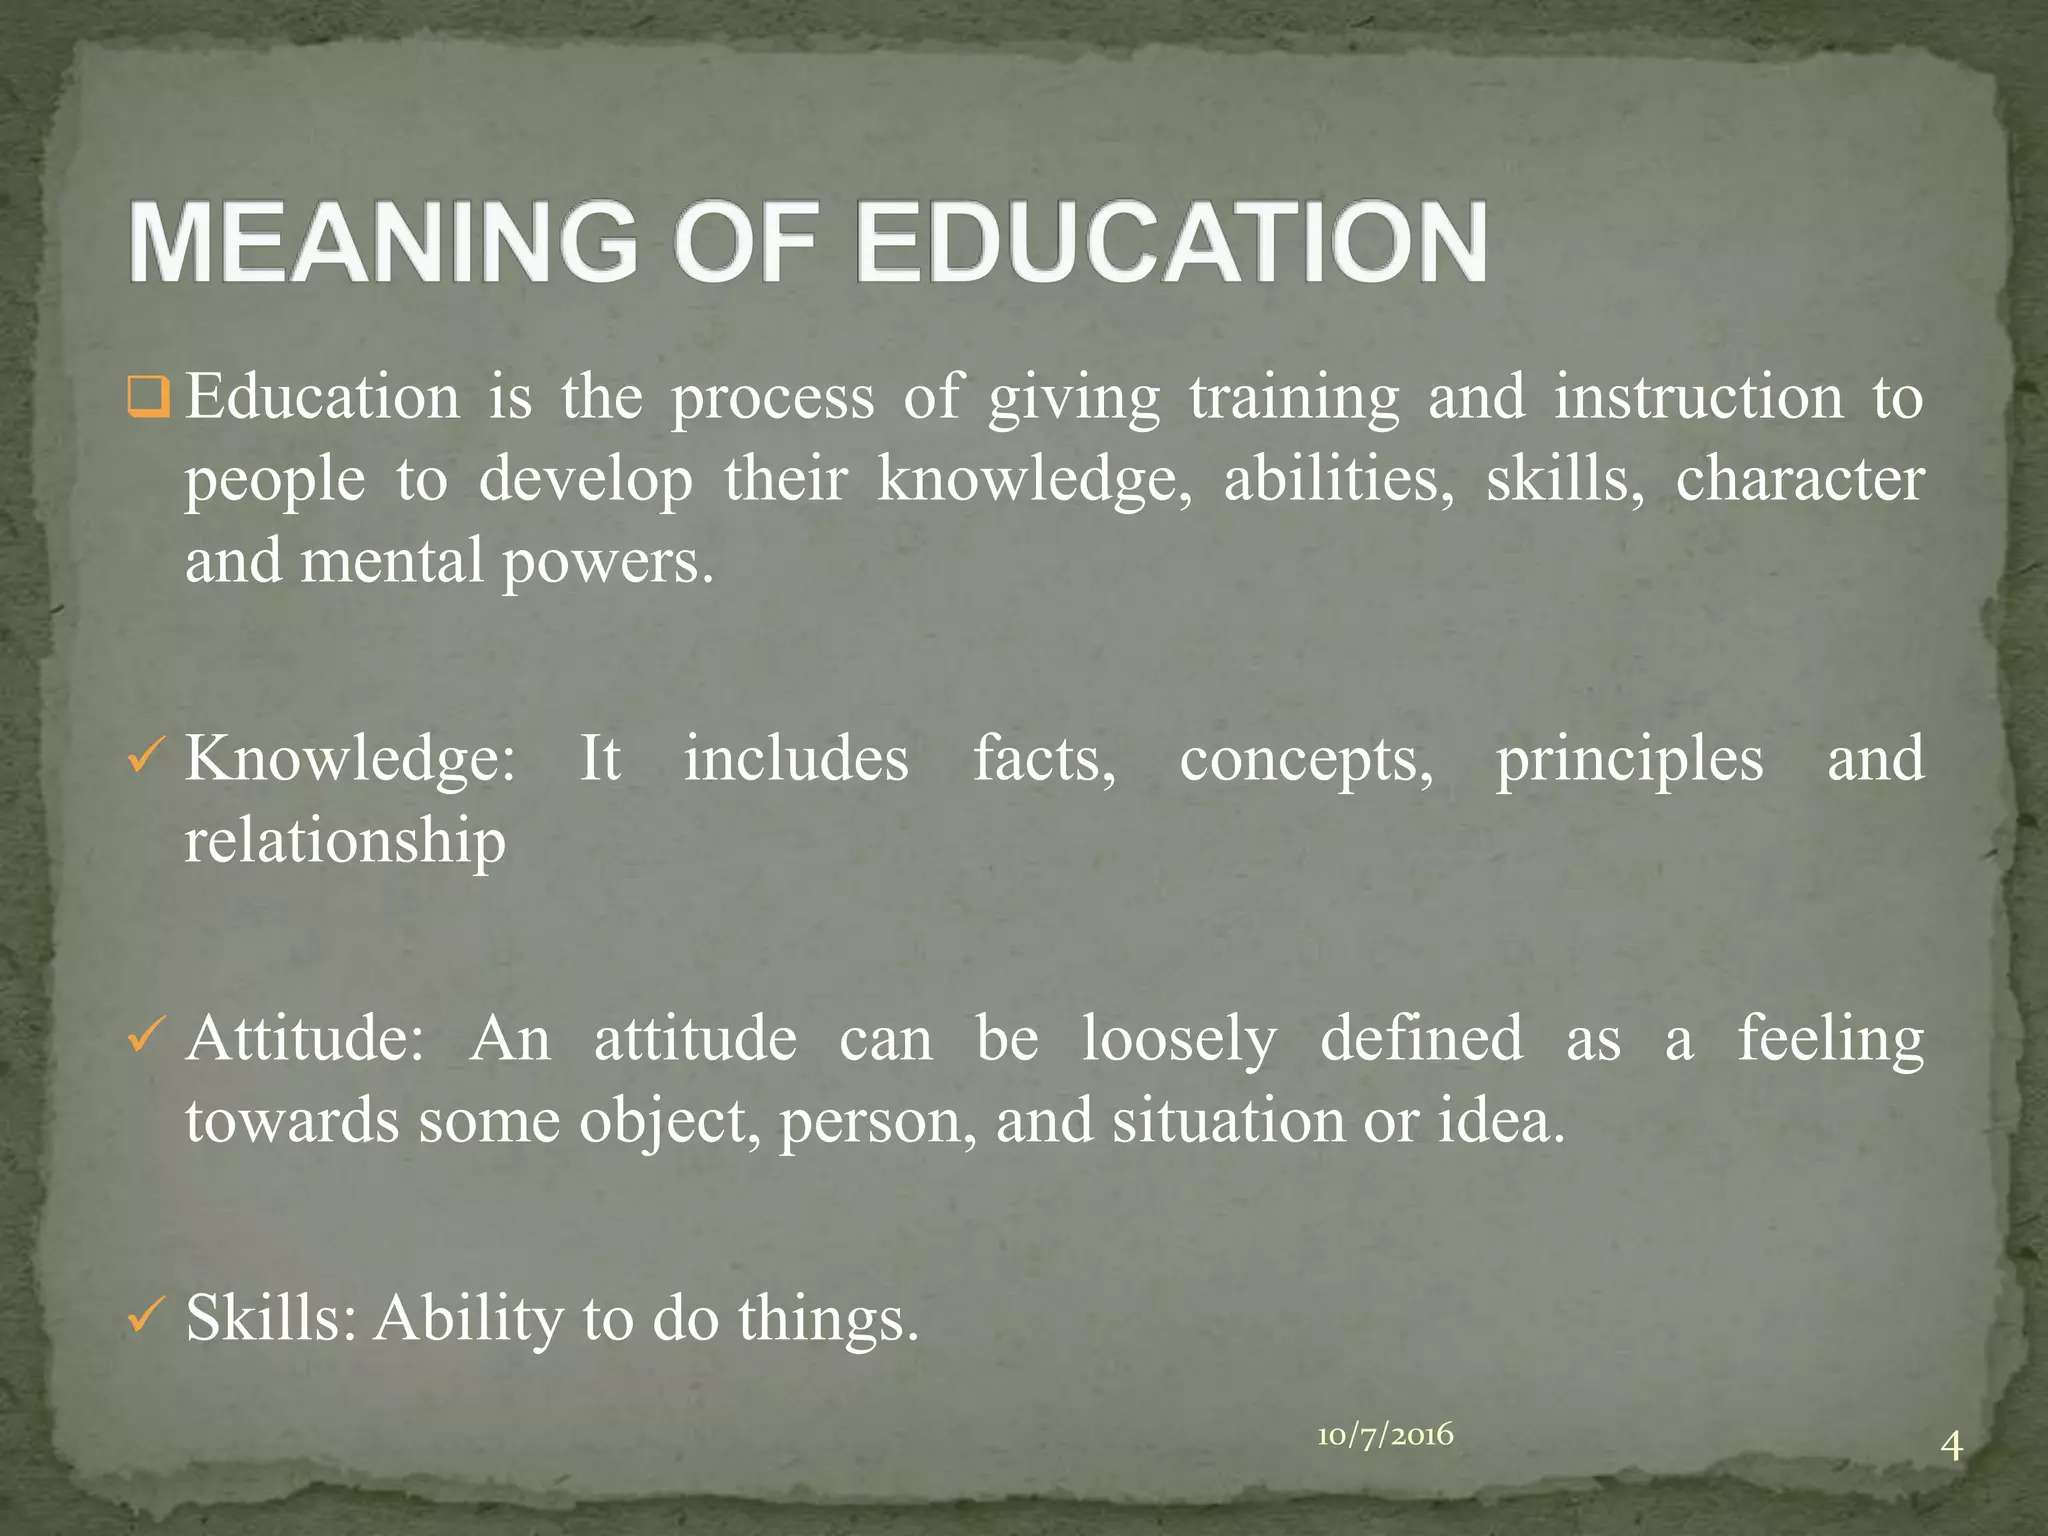 MEANING OF EDUCATION
Education is the process of giving training and instruction to
people to develop their knowledge, abilities, skills, character
and mental powers.
Knowledge: It includes facts, concepts, principles and
relationship
Attitude: An attitude can be loosely defined as a feeling
towards some object, person, and situation or idea.
Skills: Ability to do things.
10/7/2016
4